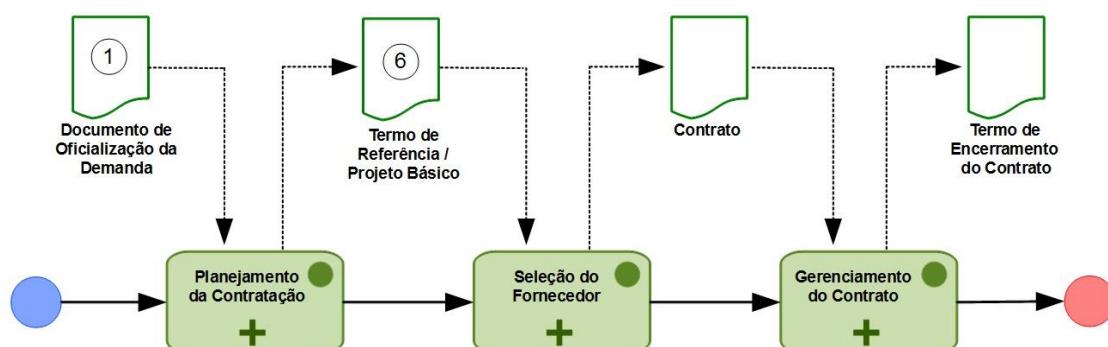 1
Documento de
Oficialização da
Demanda
6
Termo de
Referência /
Projeto Básico
Contrato
Termo de
Encerramento
do Contrato
Planejamento
da Contratação
Seleção do
Fornecedor
Gerenciamento
do Contrato